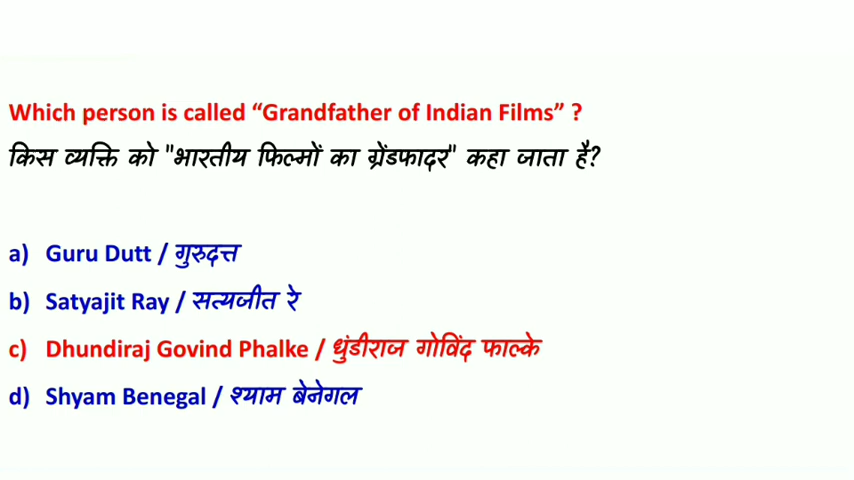 Which person is called “Grandfather of Indian Films” ?
किस व्यक्ति को "भारतीय फिल्मों का ग्रेंडफादर" कहा जाता है?
a) Guru Dutt / गुरुदत्त
b) Satyajit Ray / सत्यजीत रे
c) Dhundiraj Govind Phalke / धुंडीराज गोविंद फाल्के
d) Shyam Benegal / श्याम बेनेगल